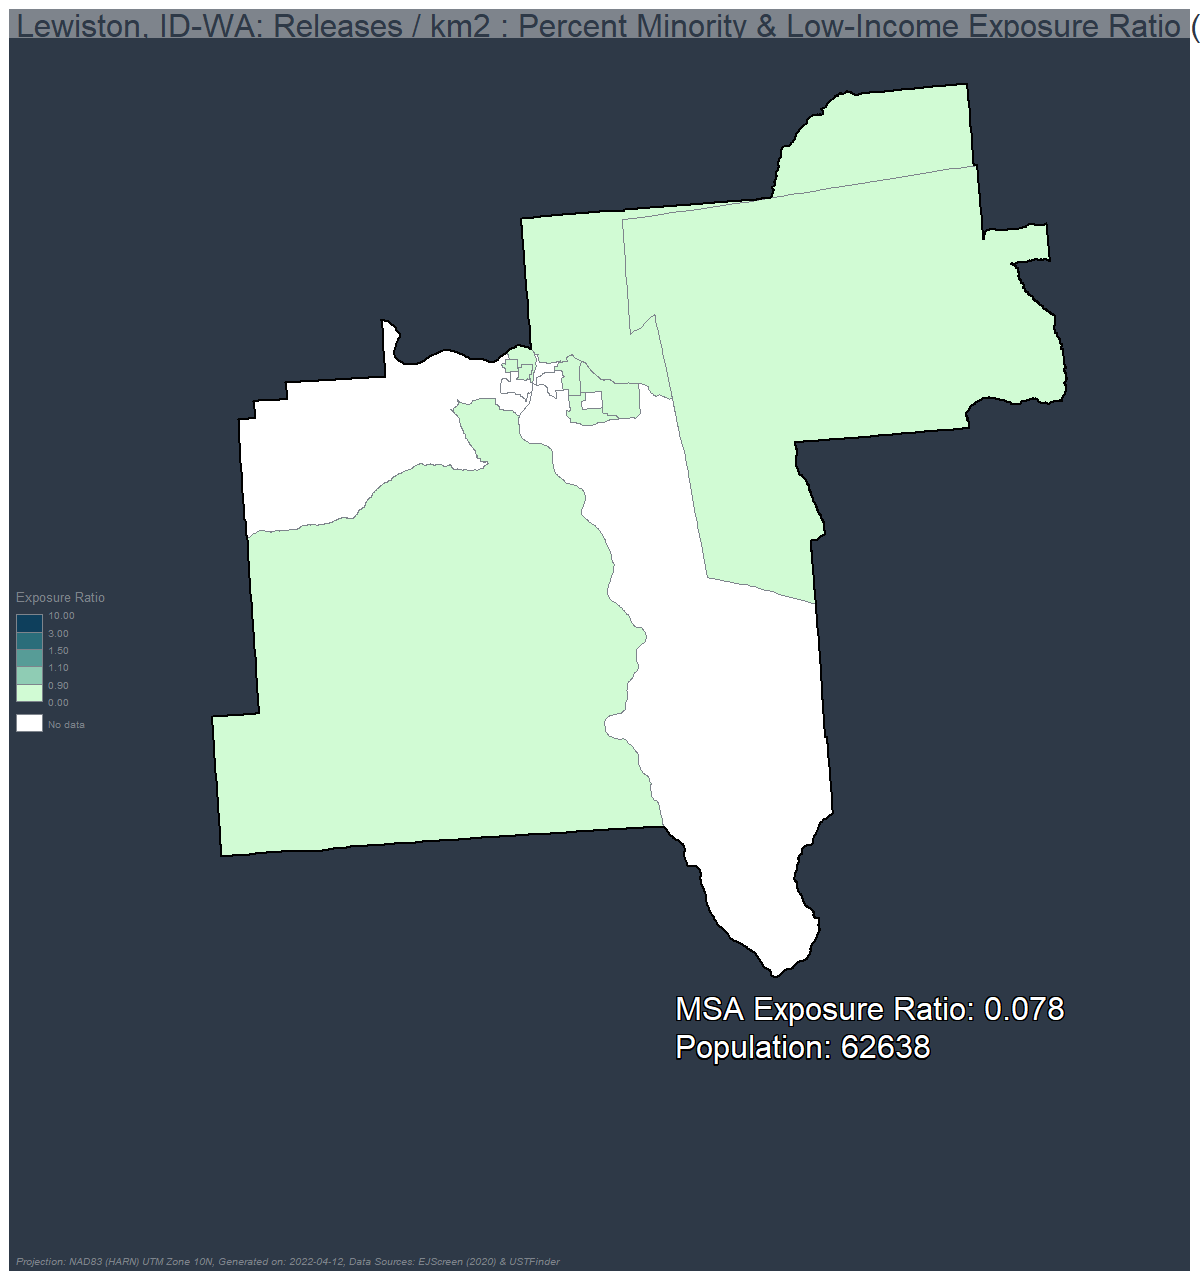 Lewiston, ID-WA: Releases / km2 : Percent Minority & Low-Income Exposure Ratio (
MSA Exposure Ratio: 0.078
Population: 62638
Exposure Ratio
10.00
3.00
1.50
1.10
0.90
0.00
No data
Projection: NAD83 (HARN) UTM Zone 10N, Generated on: 2022-04-12, Data Sources: EJScreen (2020) & USTFinder